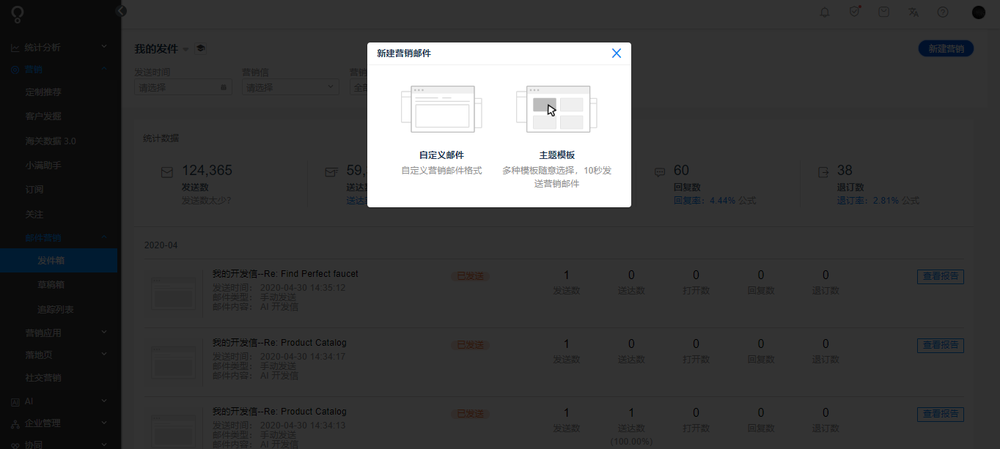 统计分析
营销
定制推荐
客户发掘
海关数据 3.0
小满助手
订阅
关注
邮件营销
发件箱
草稿箱
追踪列表
营销应用
落地页
社交营销
AI
企业管理
协同
我的发件
新建营销
发送时间
营销信
营销
请选择
请选择
全部
新建营销邮件
自定义邮件
自定义营销邮件格式
主题模板
多种模板随意选择，10秒发
送营销邮件
统计数据
124,365
发送数
发送数太少?
59,
送达
送达
60
回复数
回复率：4.44% 公式
38
退订数
退订率：2.81% 公式
2020-04
我的开发信--Re: Find Perfect faucet
发送时间： 2020-04-30 14:35:12
邮件类型： 手动发送
邮件内容： AI 开发信
已发送
1
发送数
0
送达数
0
打开数
0
回复数
0
退订数
查看报告
我的开发信--Re: Product Catalog
发送时间： 2020-04-30 14:34:17
邮件类型： 手动发送
邮件内容： AI 开发信
已发送
1
发送数
0
送达数
0
打开数
0
回复数
0
退订数
查看报告
我的开发信--Re: Product Catalog
发送时间： 2020-04-30 14:34:13
邮件类型： 手动发送
邮件内容： AI 开发信
已发送
1
发送数
1
送达数
(100.00%)
0
打开数
0
回复数
0
退订数
查看报告